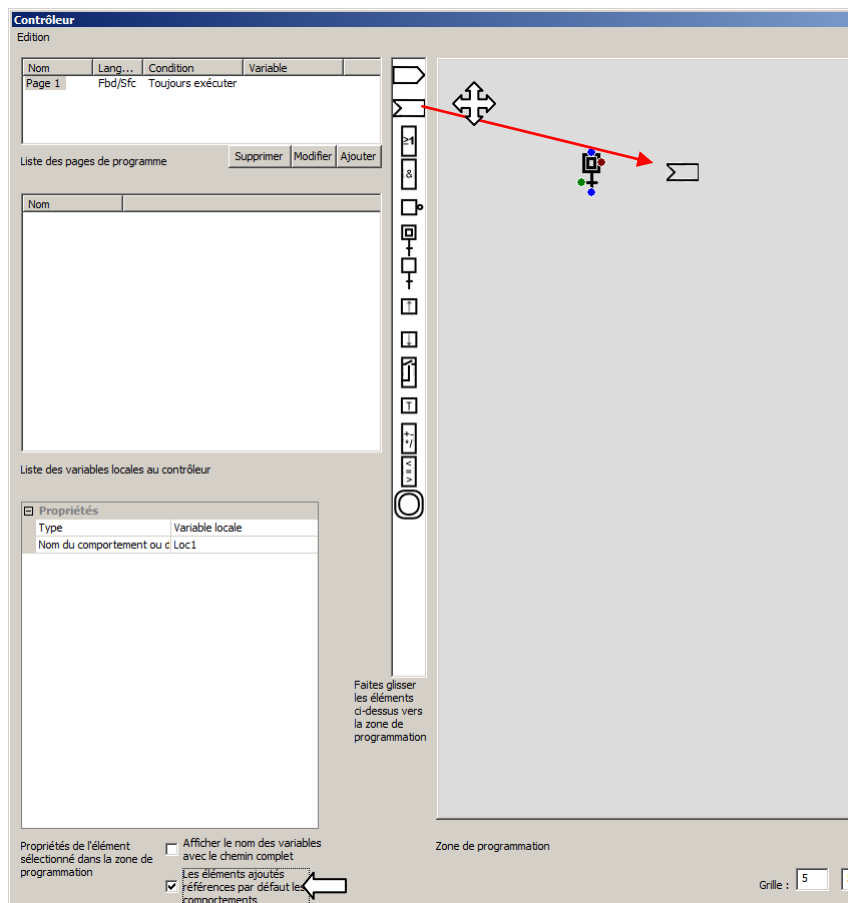 Contrôleur
Edition
Nom Lang... Condition Variable
Page 1 Fbd/Sfc Toujours exécuter
Liste des pages de programme
Supprimer Modifier Ajouter
Nom
Liste des variables locales au contrôleur
Propriétés
Type Variable locale
Nom du comportement ou d Loc1
≥1
&
↑
↓
T
+-
*/
<
=
>
Faites glisser
les éléments
ci-dessus vers
la zone de
programmation
Propriétés de l'élément
sélectionné dans la zone de
programmation
Afficher le nom des variables
avec le chemin complet
Les éléments ajoutés
références par défaut les
comportements
Zone de programmation
Grille : 5